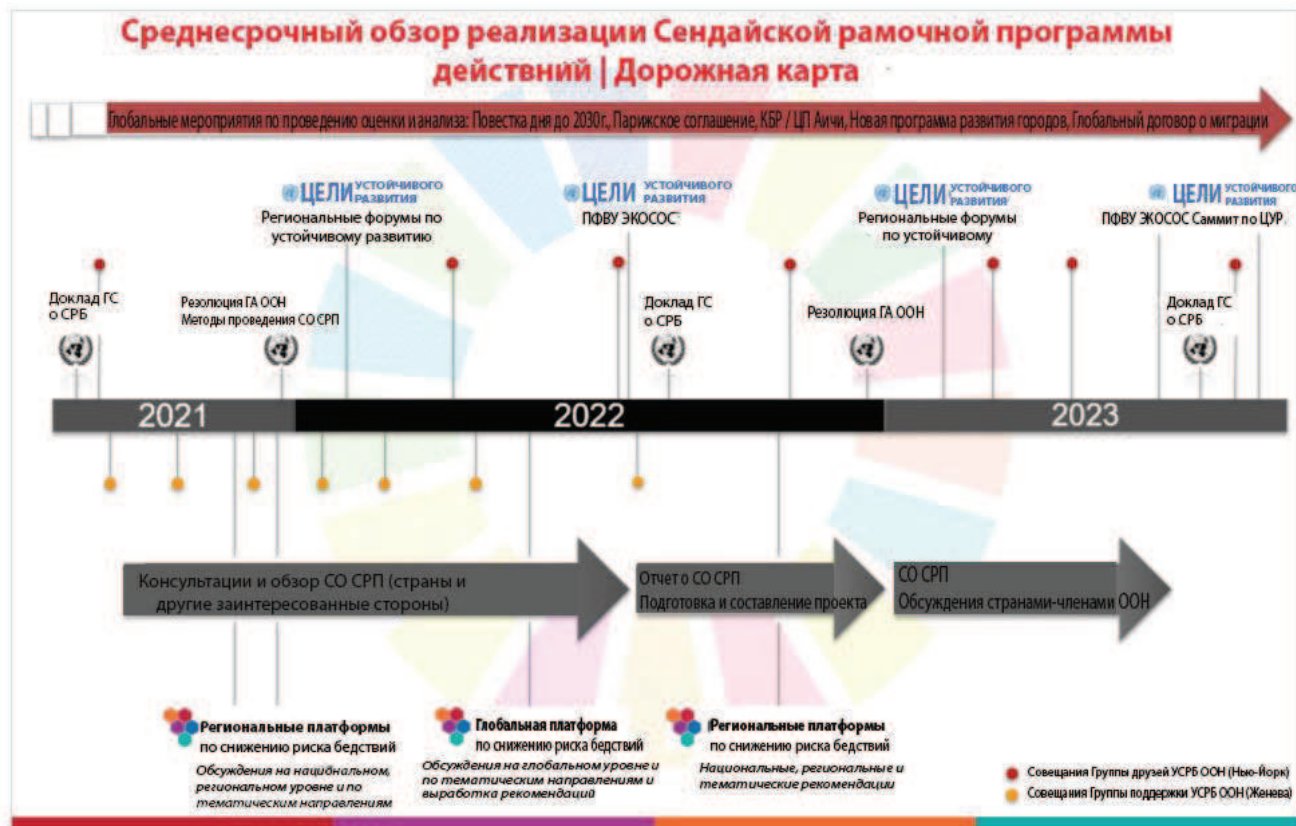 Среднесрочный обзор реализации Сендайской рамочной программы
действний | Дорожная карта
Глобальные мероприятия по проведению оценки и анализа: Повестка дня до 2030г., Парижское соглашение, КБР / ЦП Аичи, Новая программа развития городов, Глобальный договор о миграции
ЦЕЛИ УСТОЙЧИВОГО
РАЗВИТИЯ
Региональные форумы по
устойчивому развитию
ЦЕЛИ УСТОЙЧИВОГО
РАЗВИТИЯ
ПФВУ ЭКОСОС
ЦЕЛИ УСТОЙЧИВОГО
РАЗВИТИЯ
Региональные форумы
по устойчивому
ЦЕЛИ УСТОЙЧИВОГО
РАЗВИТИЯ
ПФВУ ЭКОСОС Саммит по ЦУР
Доклад ГС
о СРБ
Резолюция ГА ООН
Методы проведения СО СРП
Доклад ГС
о СРБ
Резолюция ГА ООН
Доклад ГС
о СРБ
2021
2022
2023
Консультации и обзор СО СРП (страны и
другие заинтересованные стороны)
Отчет о СО СРП
Подготовка и составление проекта
СО СРП
Обсуждения странами-членами ООН
Региональные платформы
по снижению риска бедствий
Обсуждения на национальном,
региональном уровне и по
тематическим направлениям
Глобальная платформа
по снижению риска бедствий
Обсуждения на глобальном уровне и
по тематическим направлениям и
выработка рекомендаций
Региональные платформы
по снижению риска бедствий
Национальные, региональные и
тематические рекомендации
Совещания Группы друзей УСРБ ООН (Нью-Йорк)
Совещания Группы поддержки УСРБ ООН (Женева)